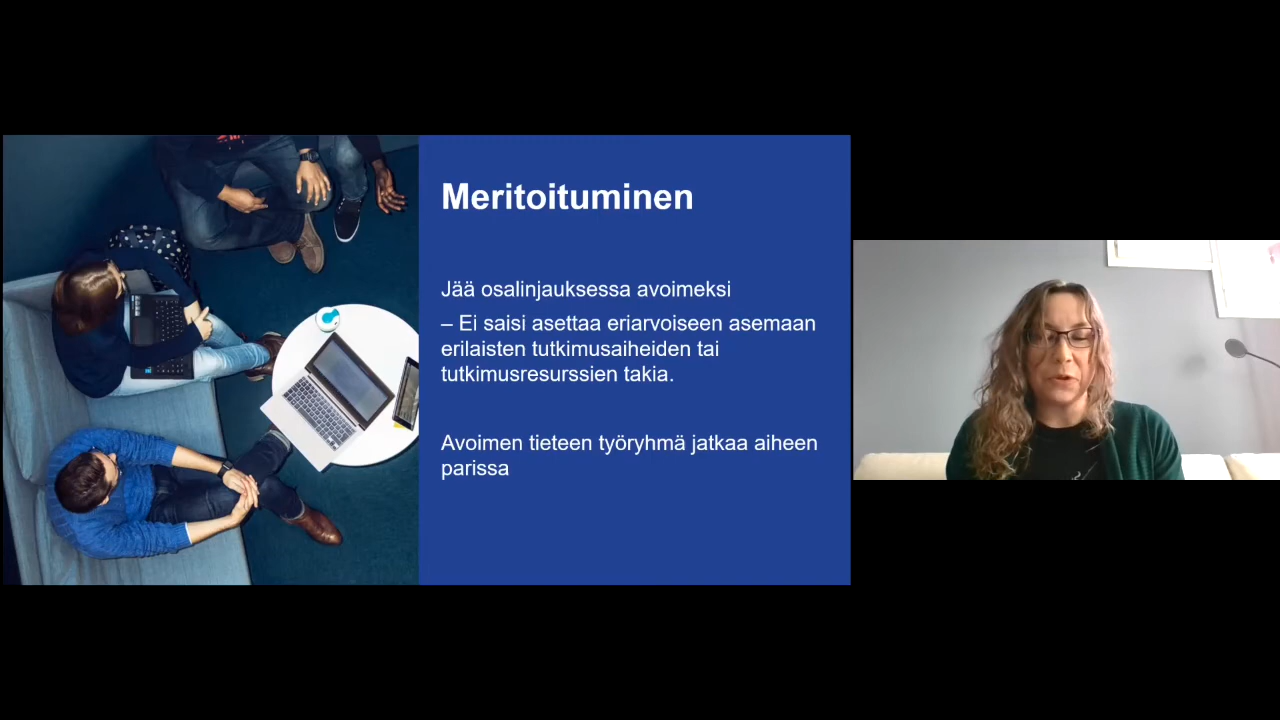 Meritoituminen
Jää osalinjauksessa avoimeksi
– Ei saisi asettaa eriarvoiseen asemaan
erilaisten tutkimusaiheiden tai
tutkimusresurssien takia.
Avoimen tieteen työryhmä jatkaa aiheen
parissa